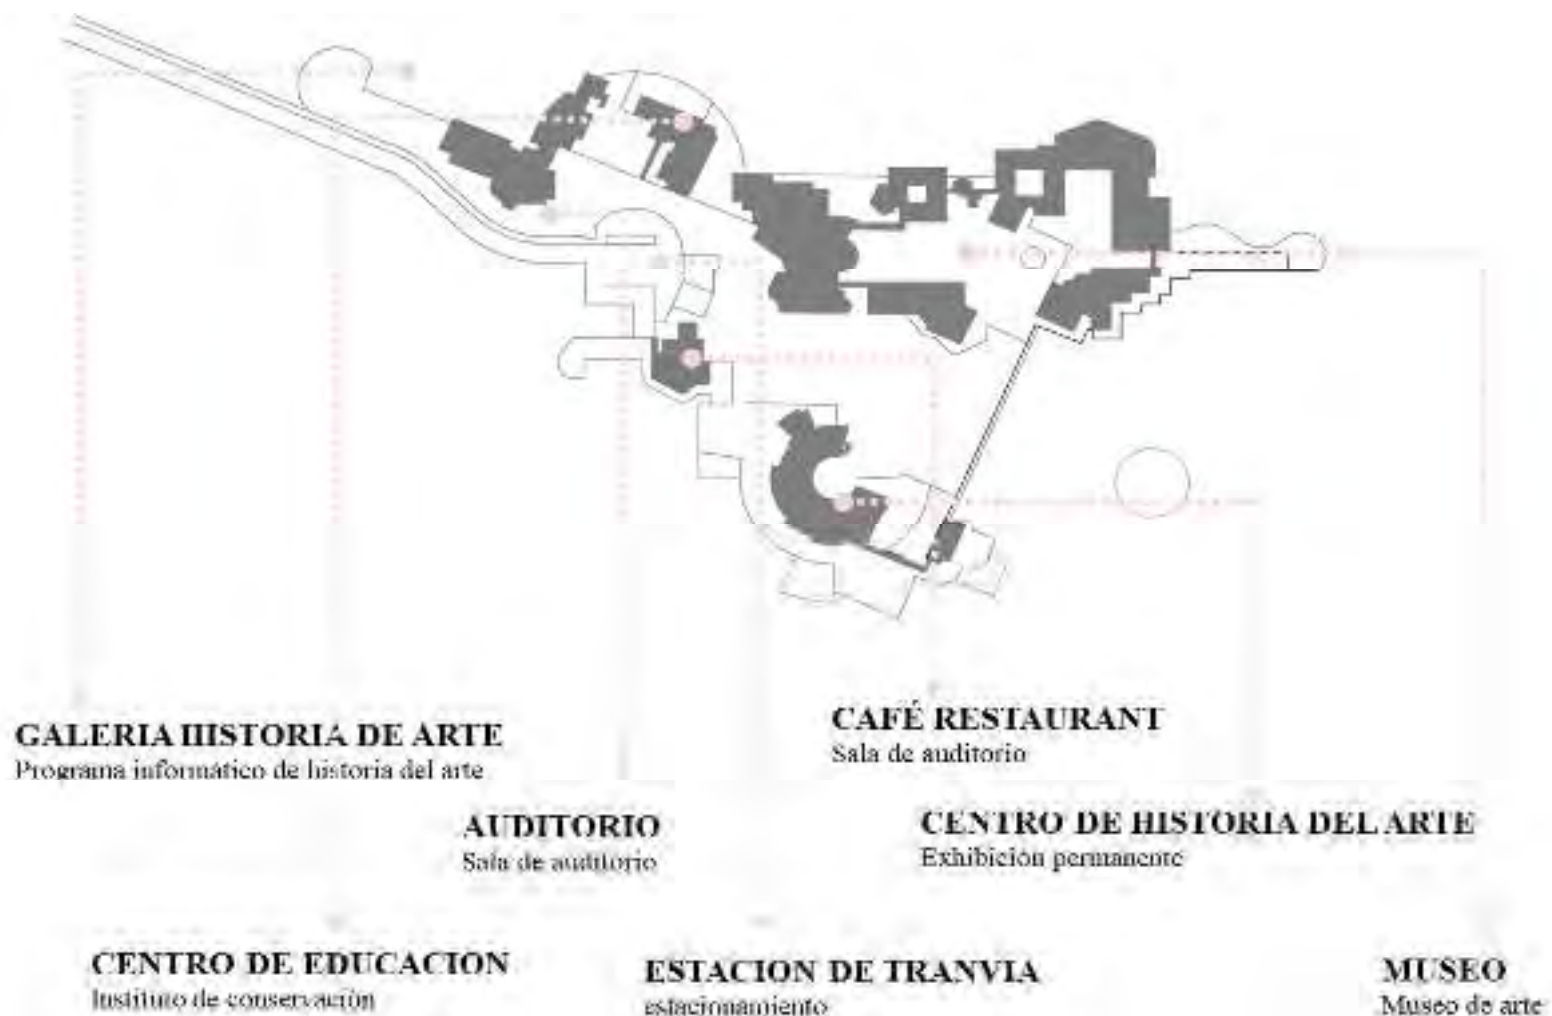 GALERIA HISTORIA DE ARTE
Programa informático de historia del arte
CAFÉ RESTAURANT
Sala de auditorio
AUDITORIO
Sala de auditorio
CENTRO DE HISTORIA DEL ARTE
Exhibición permanente
CENTRO DE EDUCACION
Instituto de conservación
ESTACION DE TRANVIA
estacionamiento
MUSEO
Museo de arte